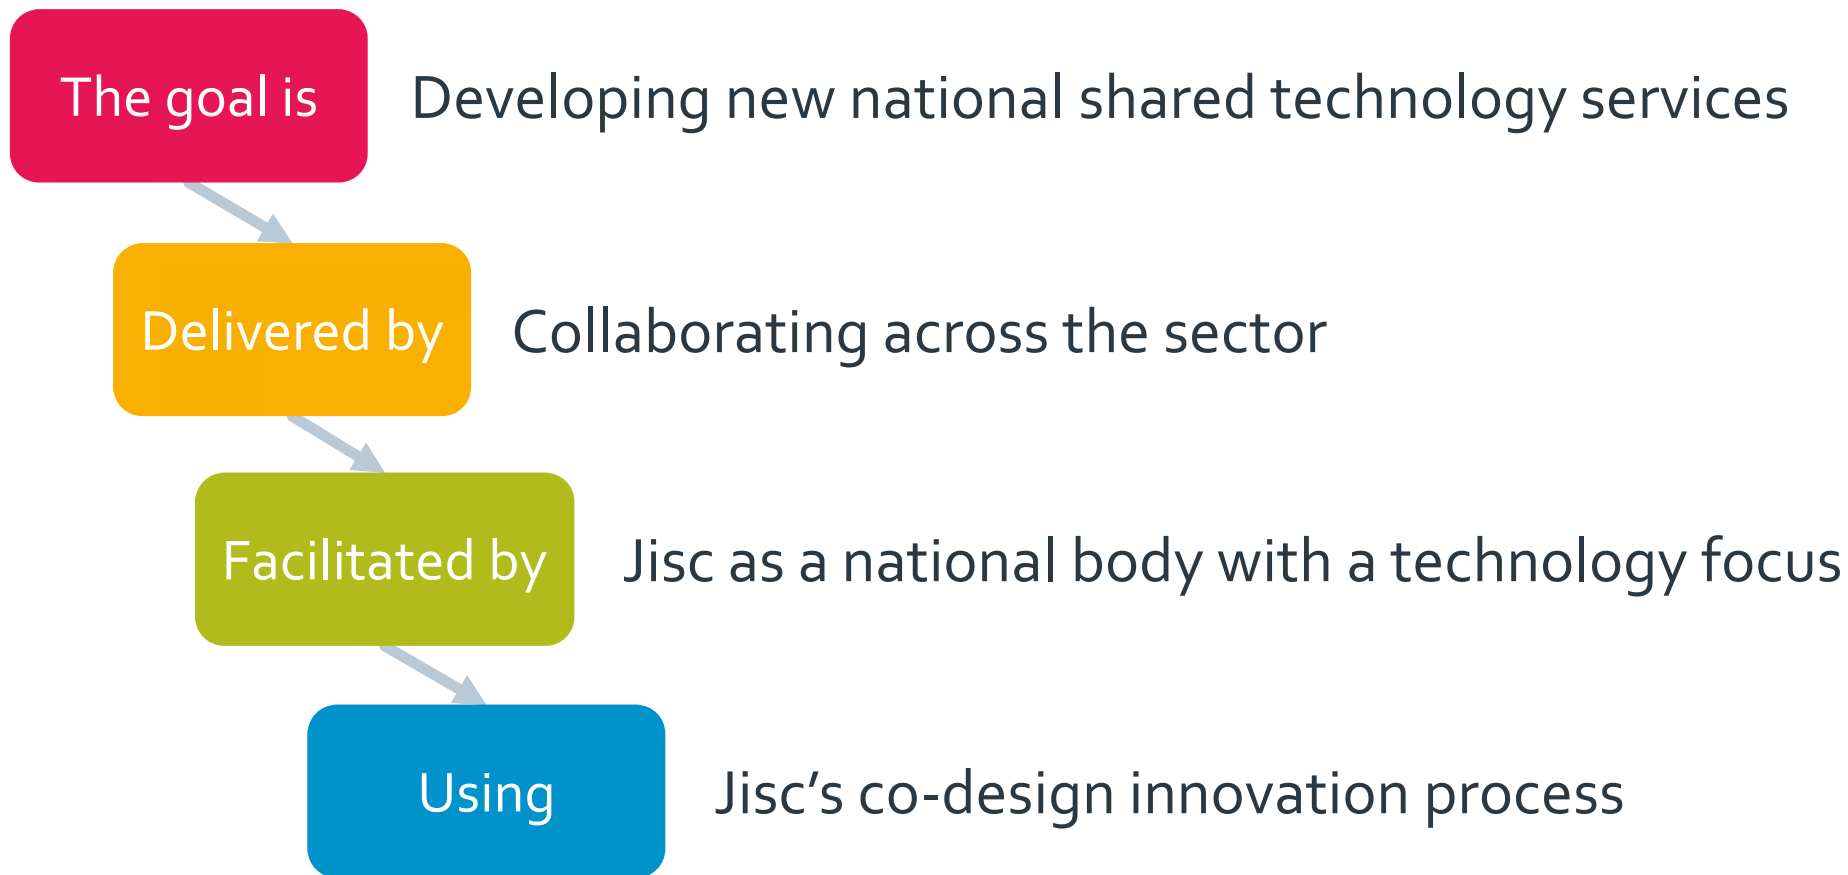 The goal is
Developing new national shared technology services
Delivered by
Collaborating across the sector
Facilitated by
Jisc as a national body with a technology focus
Using
Jisc’s co-design innovation process